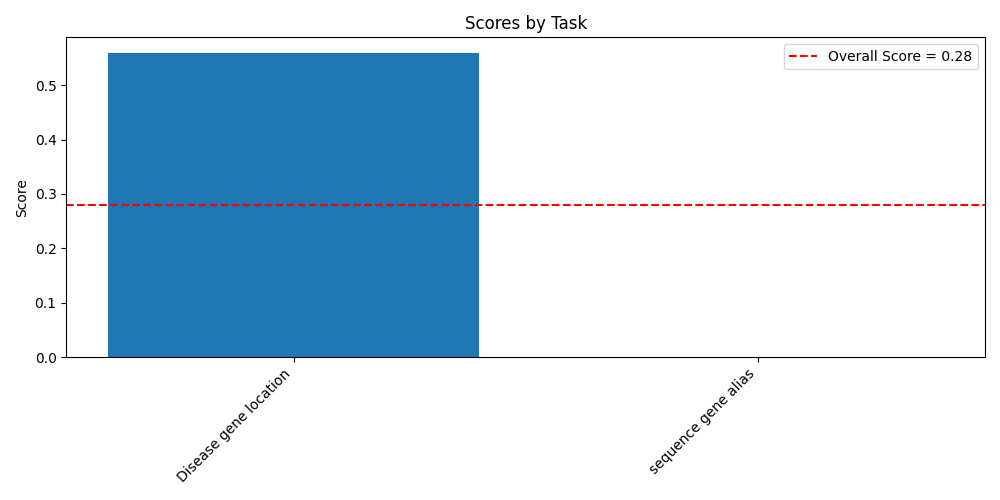 Scores by Task
Overall Score = 0.28
Score
0.5
0.4
0.3
0.2
0.1
0.0
Disease gene location
sequence gene alias